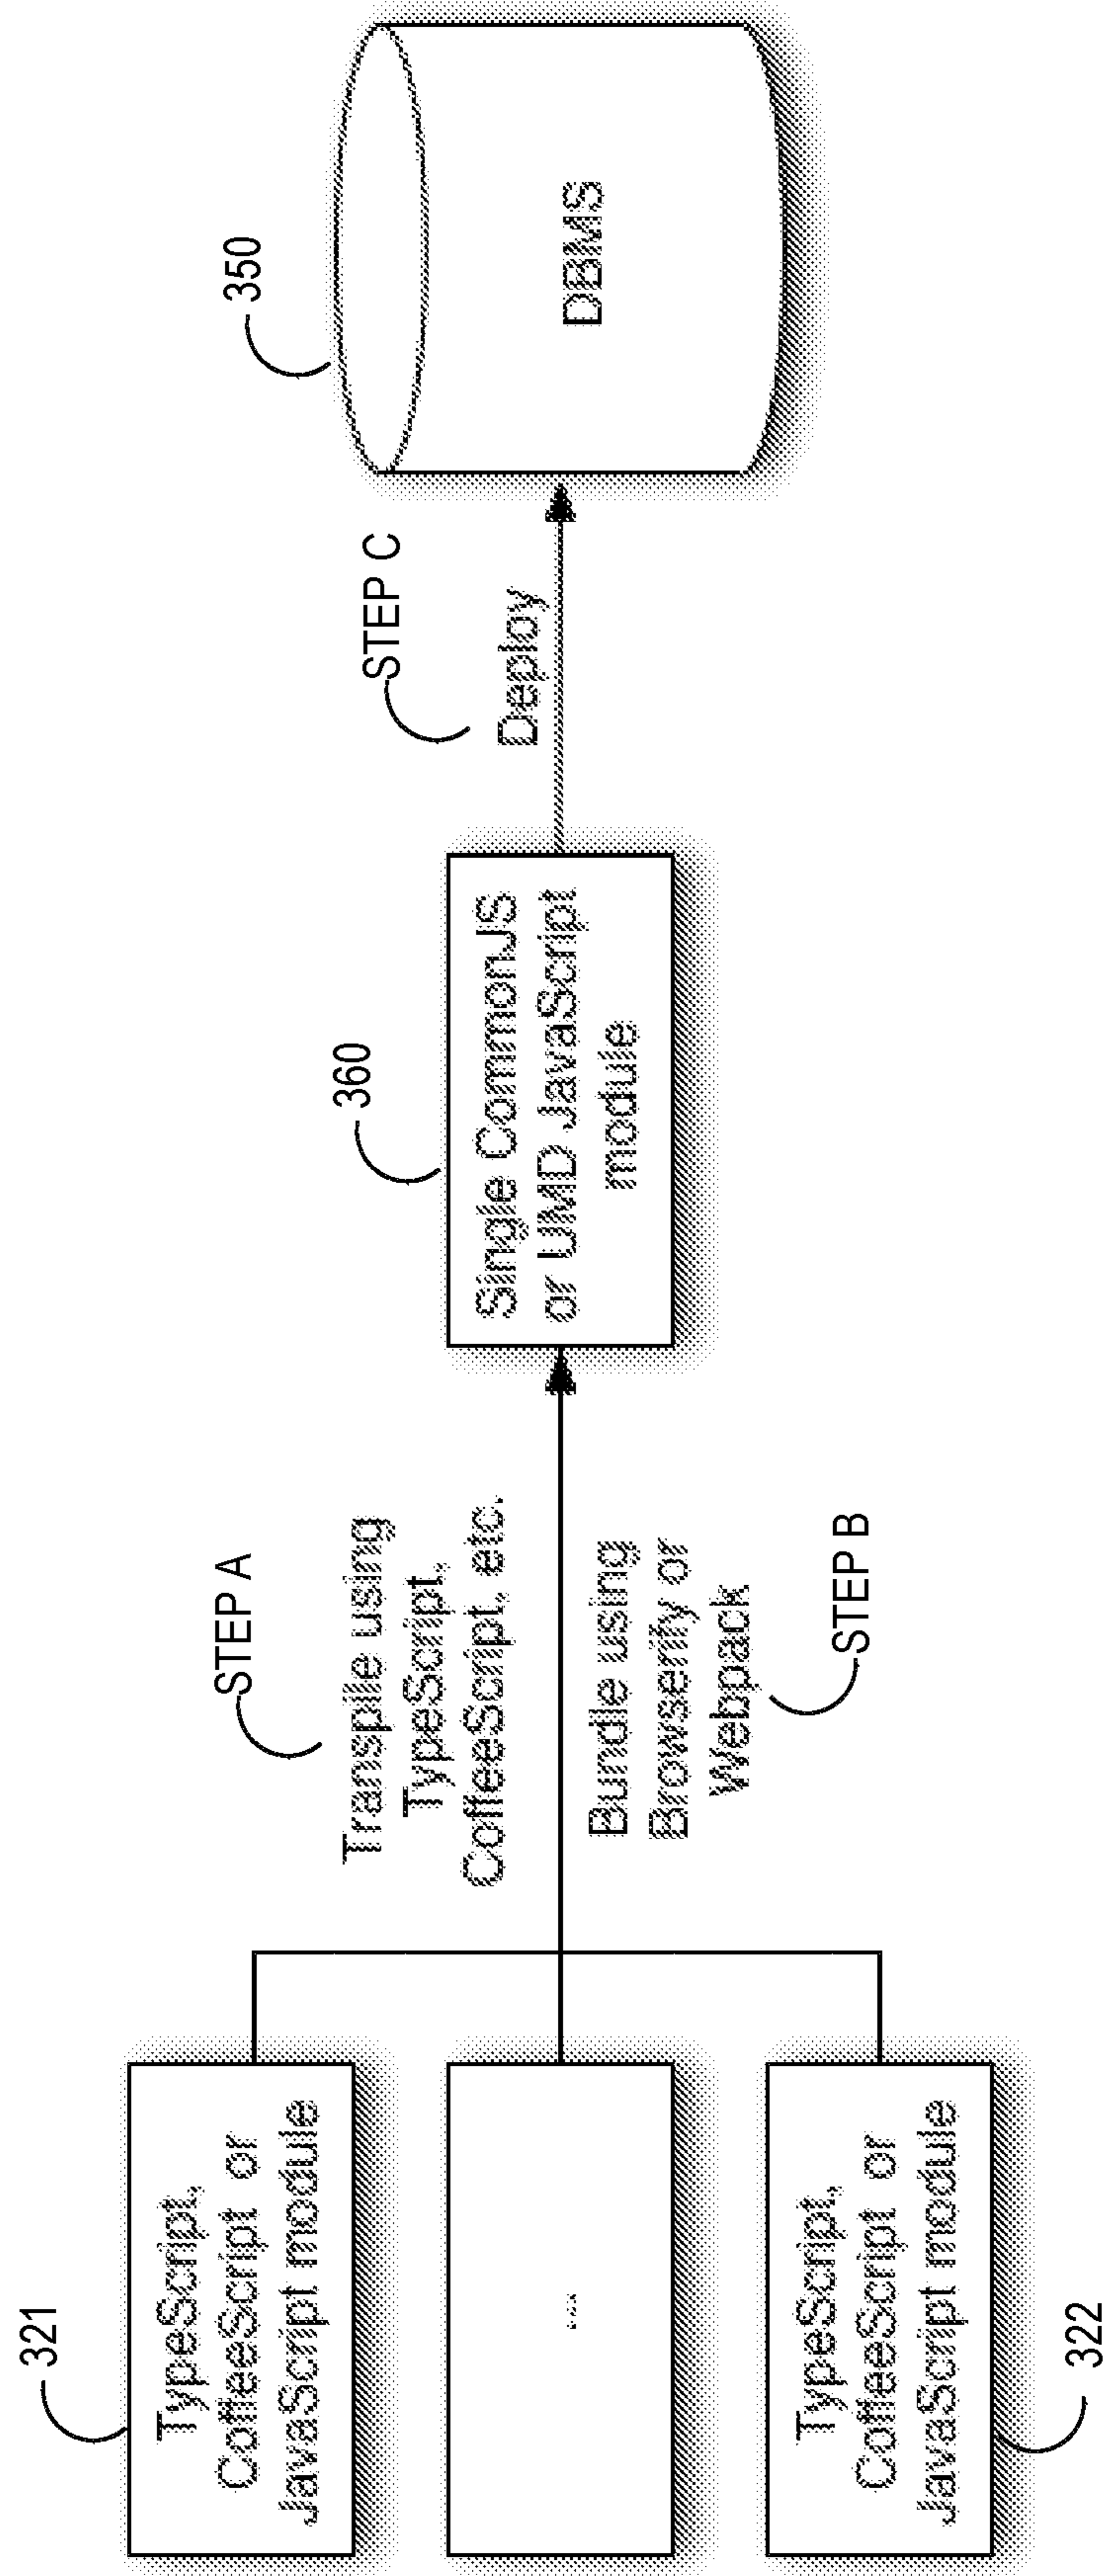 321
TypeScript,
CoffeeScript or
JavaScript module
...
TypeScript,
CoffeeScript or
JavaScript module
322
STEP A
Transpile using
TypeScript,
CoffeeScript, etc.
Bundle using
Browserify or
Webpack
STEP B
360
Single CommonJS
or UMD JavaScript
module
STEP C
Deploy
350
DBMS